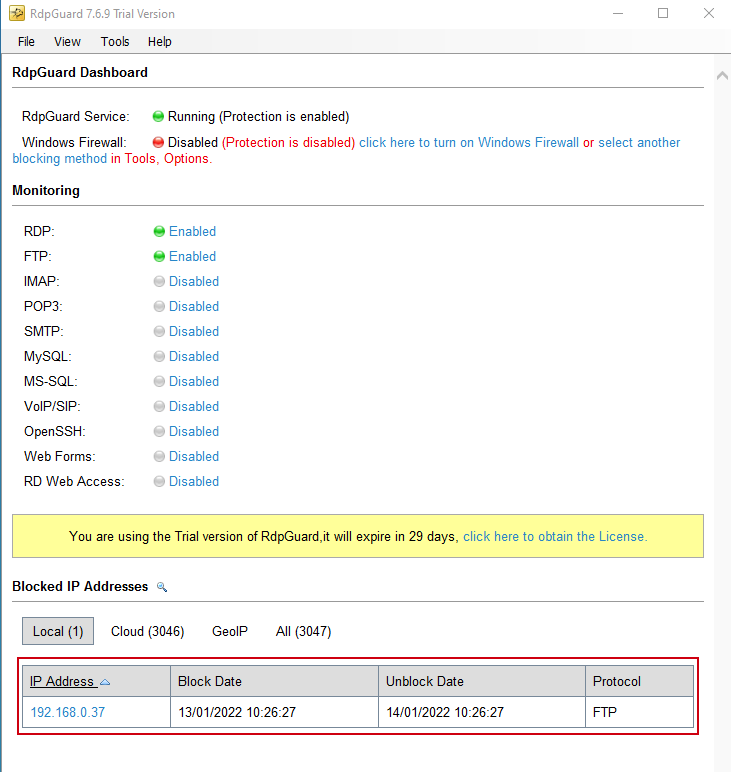 RdpGuard 7.6.9 Trial Version
File View Tools Help
RdpGuard Dashboard
RdpGuard Service: Running (Protection is enabled)
Windows Firewall: Disabled (Protection is disabled) click here to turn on Windows Firewall or select another
blocking method in Tools, Options.
Monitoring
RDP: Enabled
FTP: Enabled
IMAP: Disabled
POP3: Disabled
SMTP: Disabled
MySQL: Disabled
MS-SQL: Disabled
VoIP/SIP: Disabled
OpenSSH: Disabled
Web Forms: Disabled
RD Web Access: Disabled
You are using the Trial version of RdpGuard,it will expire in 29 days, click here to obtain the License.
Blocked IP Addresses
Local (1) Cloud (3046) GeoIP All (3047)
IP Address Block Date Unblock Date Protocol
192.168.0.37 13/01/2022 10:26:27 14/01/2022 10:26:27 FTP